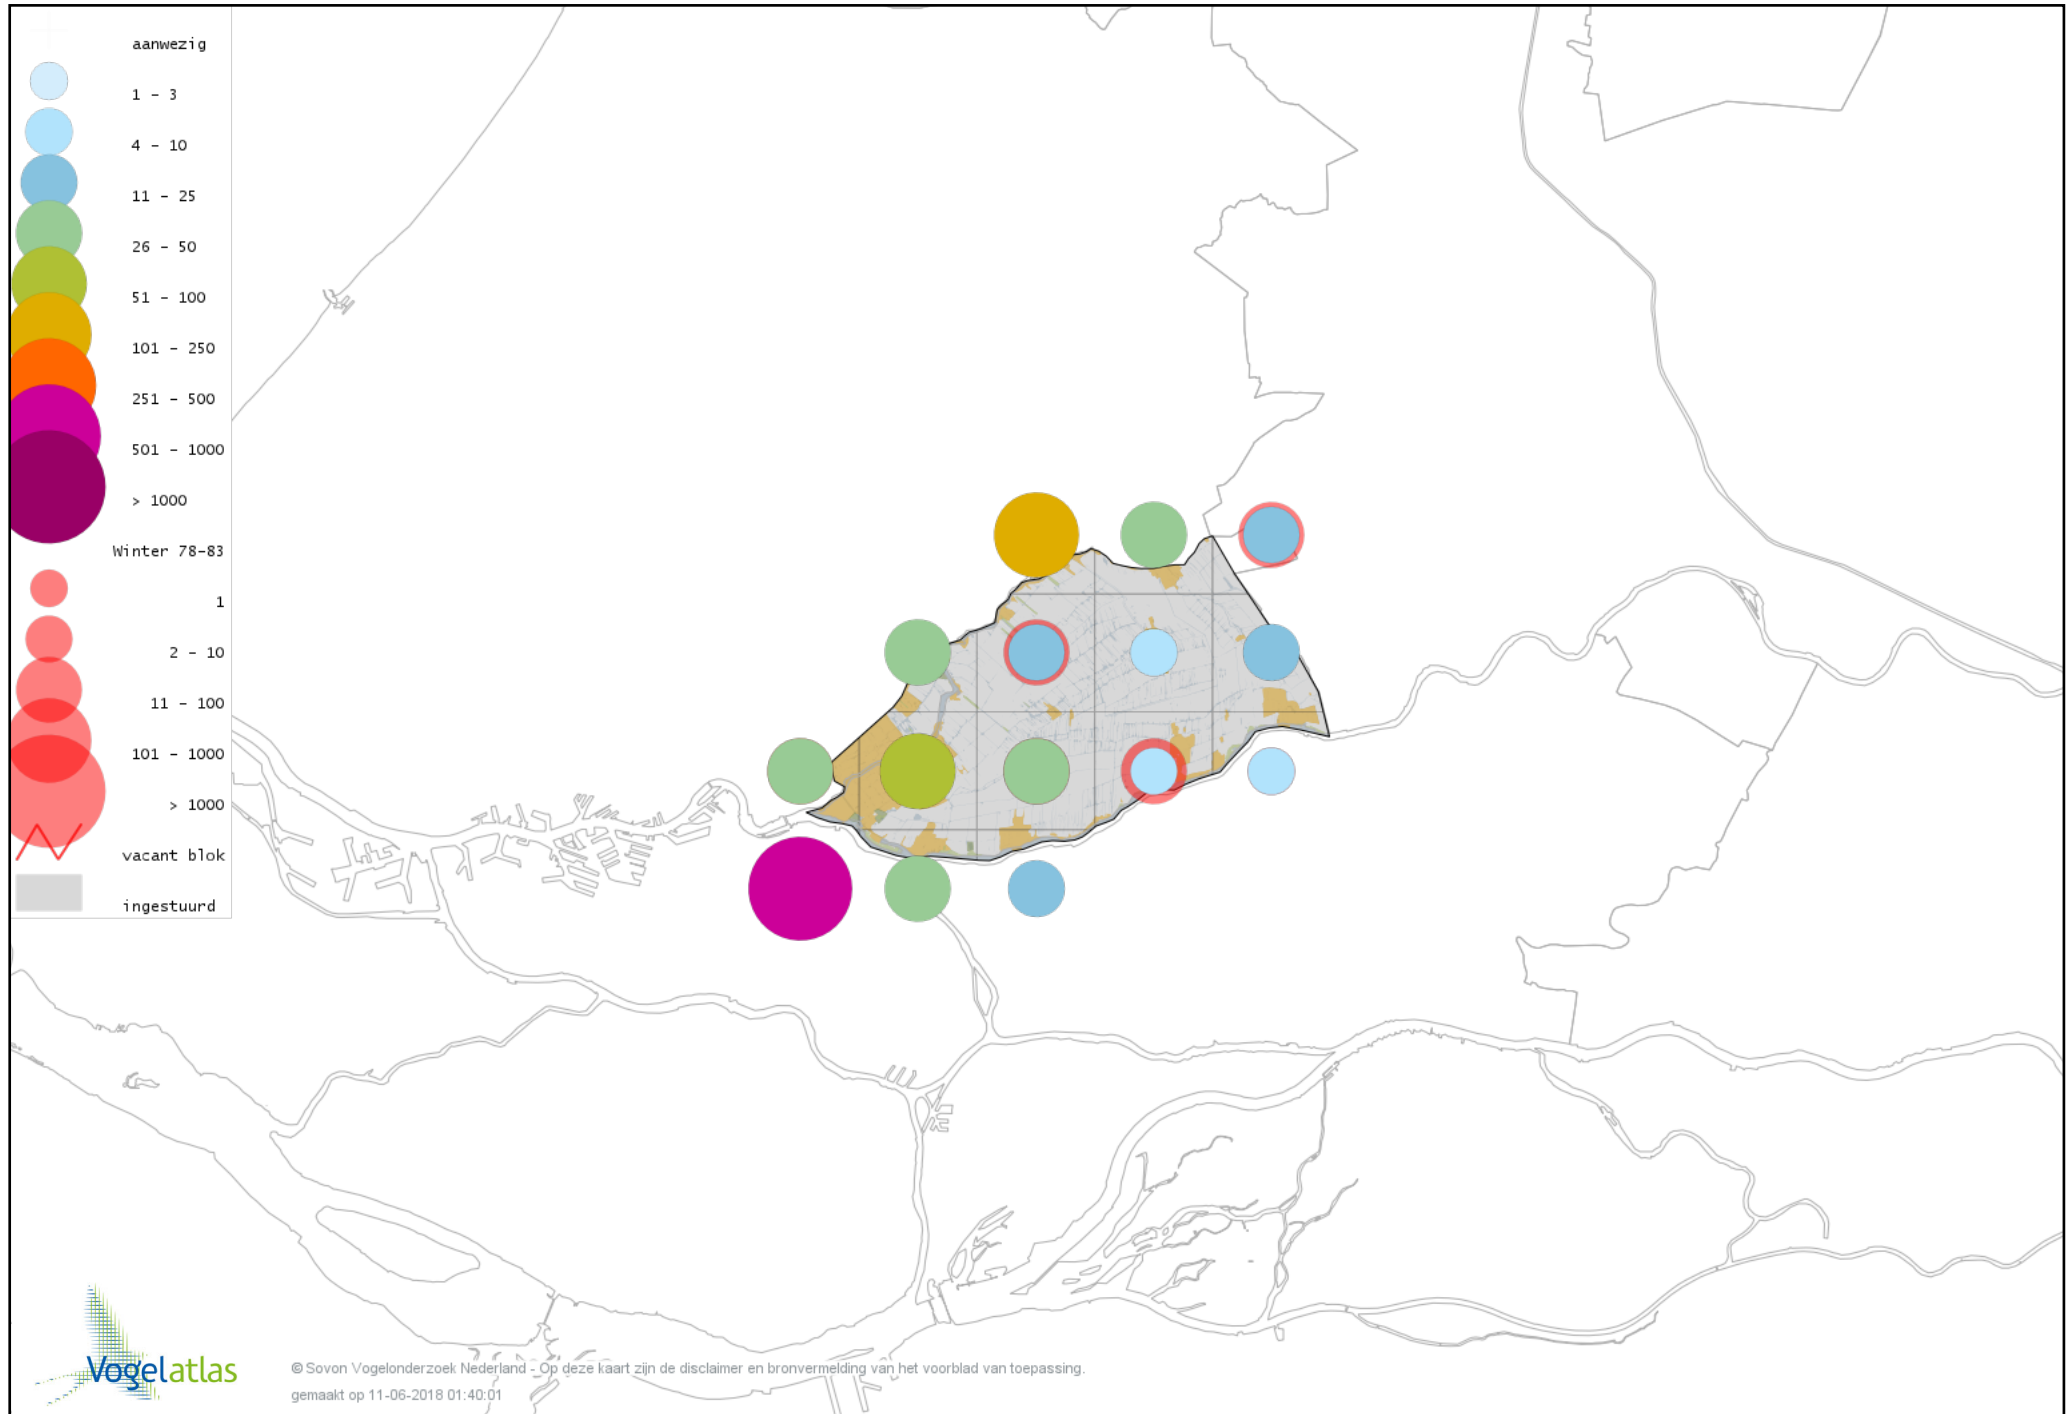 aanwezig
1 - 3
4 - 10
11 - 25
26 - 50
51 - 100
101 - 250
251 - 500
501 - 1000
> 1000
Winter 78-83
1
2 - 10
11 - 100
101 - 1000
> 1000
vacant blok
ingestuurd
Vogelatlas
© Sovon Vogelonderzoek Nederland - Op deze kaart zijn de disclaimer en bronvermelding van het voorblad van toepassing.
gemaakt op 11-06-2018 01:40:01